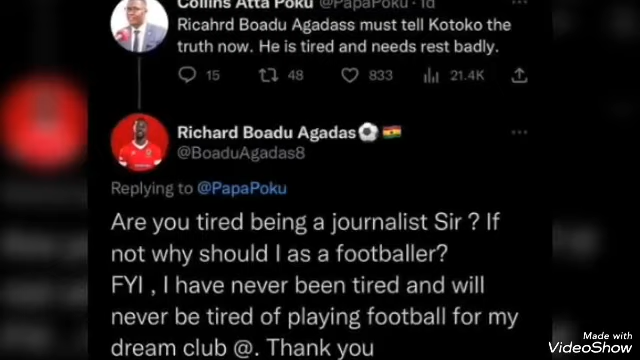 Collins Atta Poku @PapaPoku · 1d
Ricahrd Boadu Agadass must tell Kotoko the
truth now. He is tired and needs rest badly.
15 48 833 21.4K
Richard Boadu Agadas⚽🇬🇭
@BoaduAgadas8
Replying to @PapaPoku
Are you tired being a journalist Sir ? If
not why should I as a footballer?
FYI , I have never been tired and will
never be tired of playing football for my
dream club @. Thank you
Made with
VideoShow